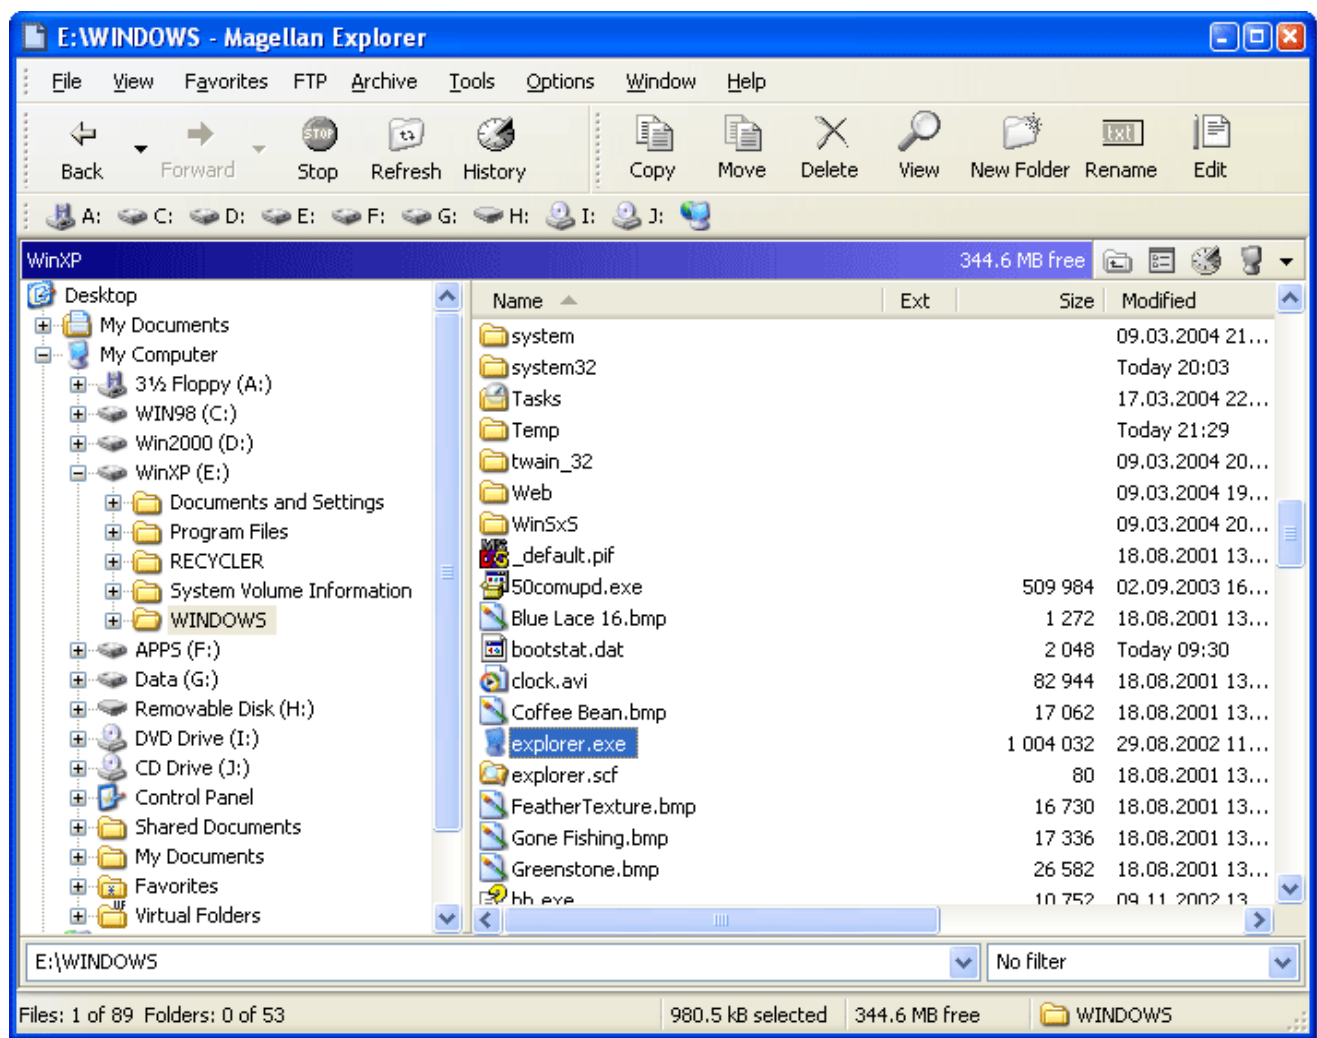 E:\WINDOWS - Magellan Explorer
File View Favorites FTP Archive Tools Options Window Help
STOP txt
Back Forward Stop Refresh History Copy Move Delete View New Folder Rename Edit
A: C: D: E: F: G: H: I: J:
WinXP 344.6 MB free
Desktop
My Documents
My Computer
3½ Floppy (A:)
WIN98 (C:)
Win2000 (D:)
WinXP (E:)
Documents and Settings
Program Files
RECYCLER
System Volume Information
WINDOWS
APPS (F:)
Data (G:)
Removable Disk (H:)
DVD Drive (I:)
CD Drive (J:)
Control Panel
Shared Documents
My Documents
Favorites
Virtual Folders
Name Ext Size Modified
system 09.03.2004 21...
system32 Today 20:03
Tasks 17.03.2004 22...
Temp Today 21:29
twain_32 09.03.2004 20...
Web 09.03.2004 19...
WinSxS 09.03.2004 20...
_default.pif 18.08.2001 13...
50comupd.exe 509 984 02.09.2003 16...
Blue Lace 16.bmp 1 272 18.08.2001 13...
bootstat.dat 2 048 Today 09:30
clock.avi 82 944 18.08.2001 13...
Coffee Bean.bmp 17 062 18.08.2001 13...
explorer.exe 1 004 032 29.08.2002 11...
explorer.scf 80 18.08.2001 13...
FeatherTexture.bmp 16 730 18.08.2001 13...
Gone Fishing.bmp 17 336 18.08.2001 13...
Greenstone.bmp 26 582 18.08.2001 13...
hh.exe 10 752 09.11.2002 13
E:\WINDOWS No filter
Files: 1 of 89 Folders: 0 of 53 980.5 kB selected 344.6 MB free WINDOWS